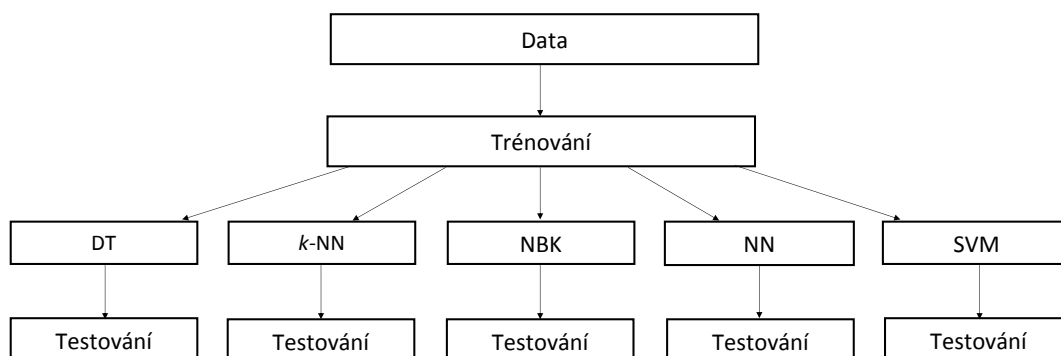 Data
Trénování
DT
k-NN
NBK
NN
SVM
Testování
Testování
Testování
Testování
Testování